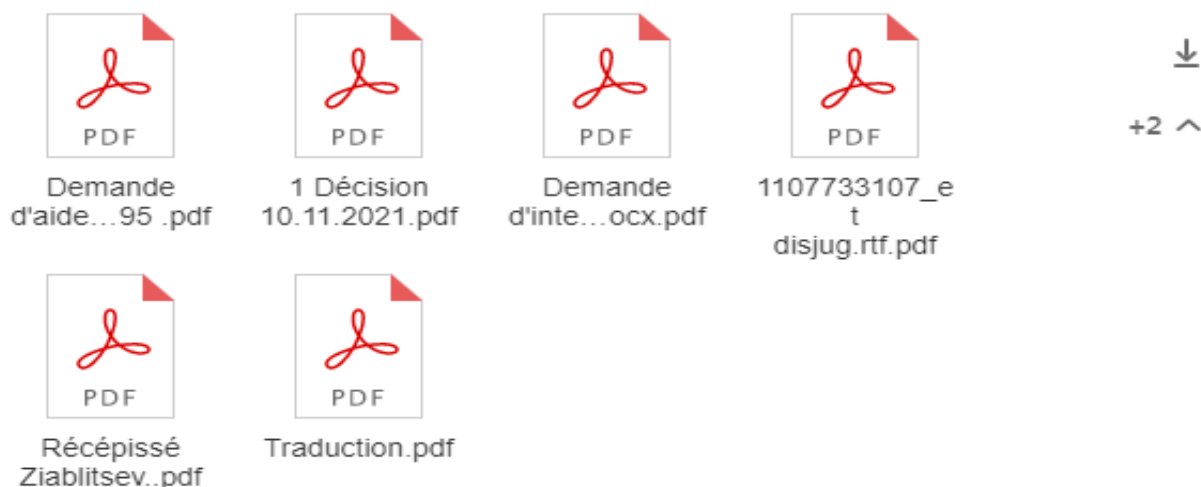 PDF PDF PDF PDF
+2
Demande 1 Décision Demande 1107733107_e
d'aide...95 .pdf 10.11.2021.pdf d'inte...ocx.pdf t
disjug.rtf.pdf
PDF PDF
Récépissé Traduction.pdf
Ziablitsev..pdf